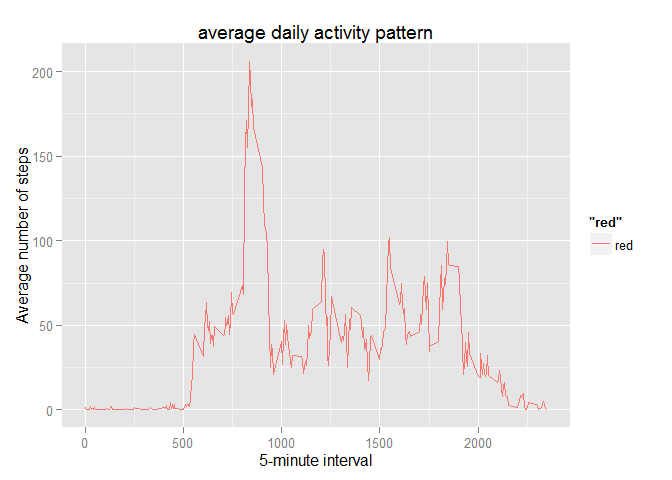 average daily activity pattern
Average number of steps
200
150
100
50
0
0 500 1000 1500 2000
5-minute interval
"red"
red